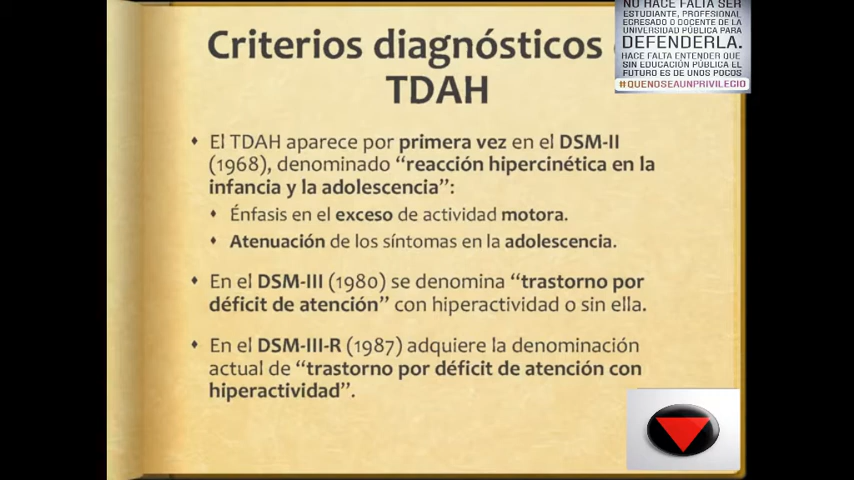 NO HACE FALTA SER
ESTUDIANTE, PROFESIONAL
EGRESADO O DOCENTE DE LA
UNIVERSIDAD PÚBLICA PARA
DEFENDERLA.
HACE FALTA ENTENDER QUE
SIN EDUCACIÓN PÚBLICA EL
FUTURO ES DE UNOS POCOS
#QUENOSEAUNPRIVILEGIO
Criterios diagnósticos
TDAH
El TDAH aparece por primera vez en el DSM-II
(1968), denominado “reacción hipercinética en la
infancia y la adolescencia”:
Énfasis en el exceso de actividad motora.
Atenuación de los síntomas en la adolescencia.
En el DSM-III (1980) se denomina “trastorno por
déficit de atención” con hiperactividad o sin ella.
En el DSM-III-R (1987) adquiere la denominación
actual de “trastorno por déficit de atención con
hiperactividad”.